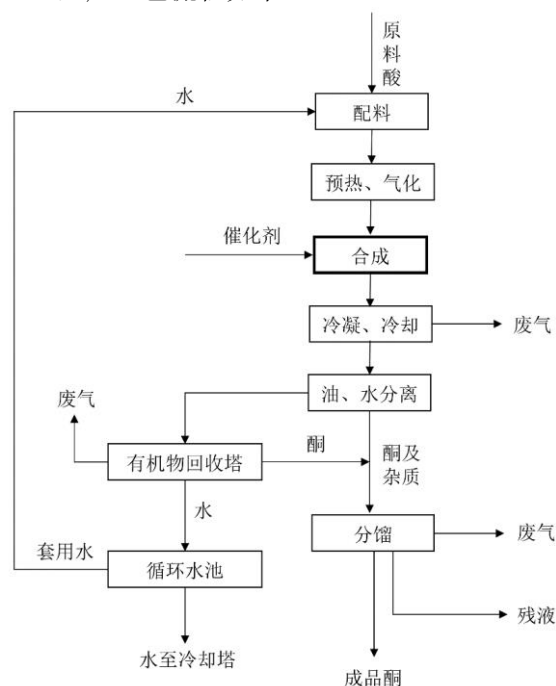 原
料
酸
水
配料
预热、气化
催化剂
合成
冷凝、冷却
废气
油、水分离
废气
有机物回收塔
酮
酮及
杂质
水
分馏
废气
套用水
循环水池
残液
水至冷却塔
成品酮